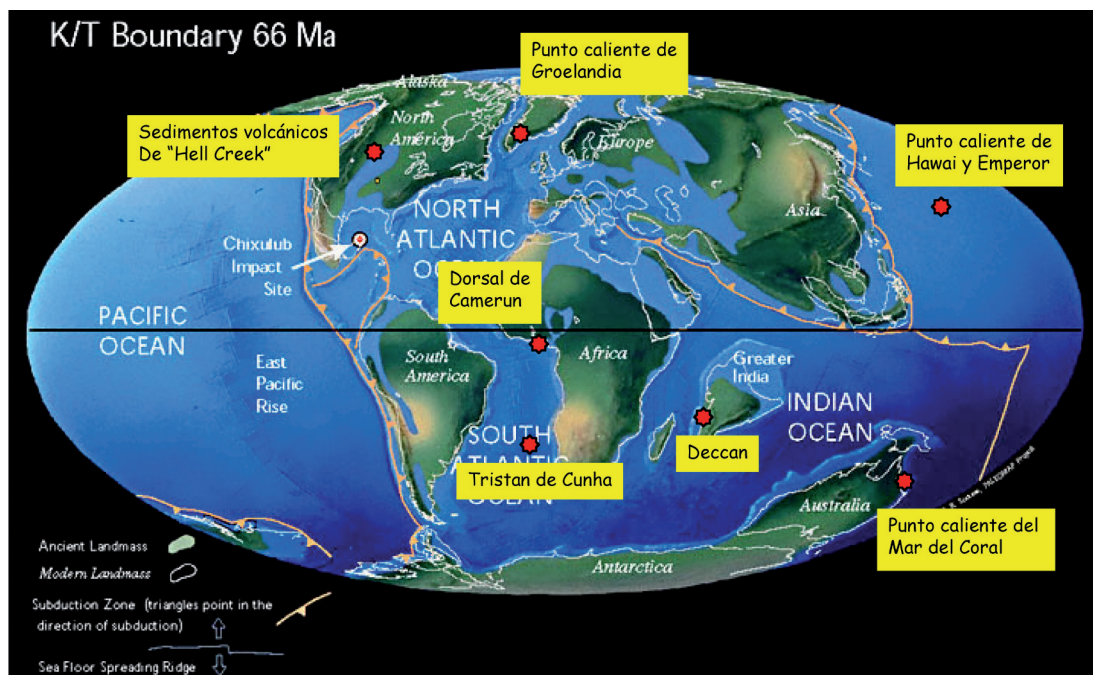 K/T Boundary 66 Ma
Punto caliente de
Groelandia
Alaska
North
America
Sedimentos volcánicos
De "Hell Creek"
Europe
Punto caliente de
Hawai y Emperor
Asia
NORTH
ATLANTIC
OCEAN
Chixulub
Impact
Site
Dorsal de
Camerun
PACIFIC
OCEAN
East
Pacific
Rise
South
America
Africa
Greater
India
INDIAN
OCEAN
SOUTH
ATLANTIC
OCEAN
Deccan
Tristan de Cunha
Australia
Punto caliente del
Mar del Coral
Antarctica
Ancient Landmass
Modern Landmass
Subduction Zone (triangles point in the
direction of subduction)
Sea Floor Spreading Ridge
PALEOMAP Project